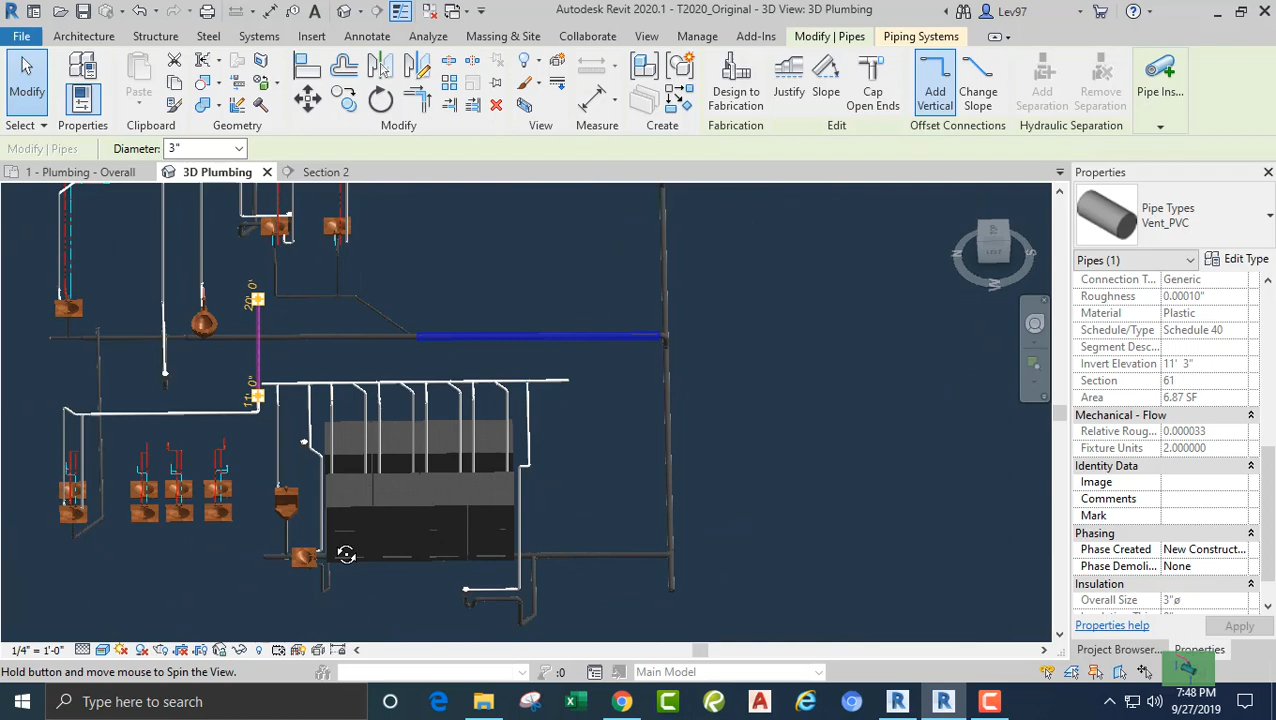 Autodesk Revit 2020.1 - T2020_Original - 3D View: 3D Plumbing
Lev97
File
Architecture
Structure
Steel
Systems
Insert
Annotate
Analyze
Massing & Site
Collaborate
View
Manage
Add-Ins
Modify | Pipes
Piping Systems
Modify
Paste
Design to
Fabrication
Justify
Slope
Cap
Open Ends
Add
Vertical
Change
Slope
Add
Separation
Remove
Separation
Pipe Ins...
Select
Properties
Clipboard
Geometry
Modify
View
Measure
Create
Fabrication
Edit
Offset Connections
Hydraulic Separation
Modify | Pipes
Diameter:
3"
1 - Plumbing - Overall
3D Plumbing
Section 2
Properties
20' 0"
11' 0"
TOP
N
S
W
Pipe Types
Vent_PVC
Pipes (1)
Edit Type
Connection T...
Generic
Roughness
0.00010"
Material
Plastic
Schedule/Type
Schedule 40
Segment Desc...
Invert Elevation
11' 3"
Section
61
Area
6.87 SF
Mechanical - Flow
Relative Roug...
0.000033
Fixture Units
2.000000
Identity Data
Image
Comments
Mark
Phasing
Phase Created
New Construct...
Phase Demoli...
None
Insulation
Overall Size
3"ø
Properties help
Apply
Project Browser...
Properties
1/4" = 1'-0"
Hold button and move mouse to Spin the View.
:0
Main Model
Type here to search
7:48 PM
9/27/2019